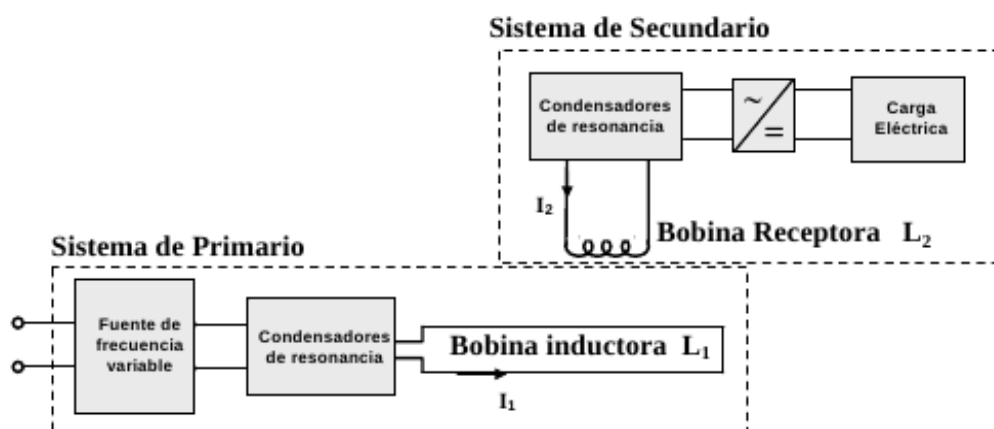 Sistema de Secundario
Condensadores
de resonancia
~
=
Carga
Eléctrica
I2
Bobina Receptora L2
Sistema de Primario
Fuente de
frecuencia
variable
Condensadores
de resonancia
Bobina inductora L1
I1